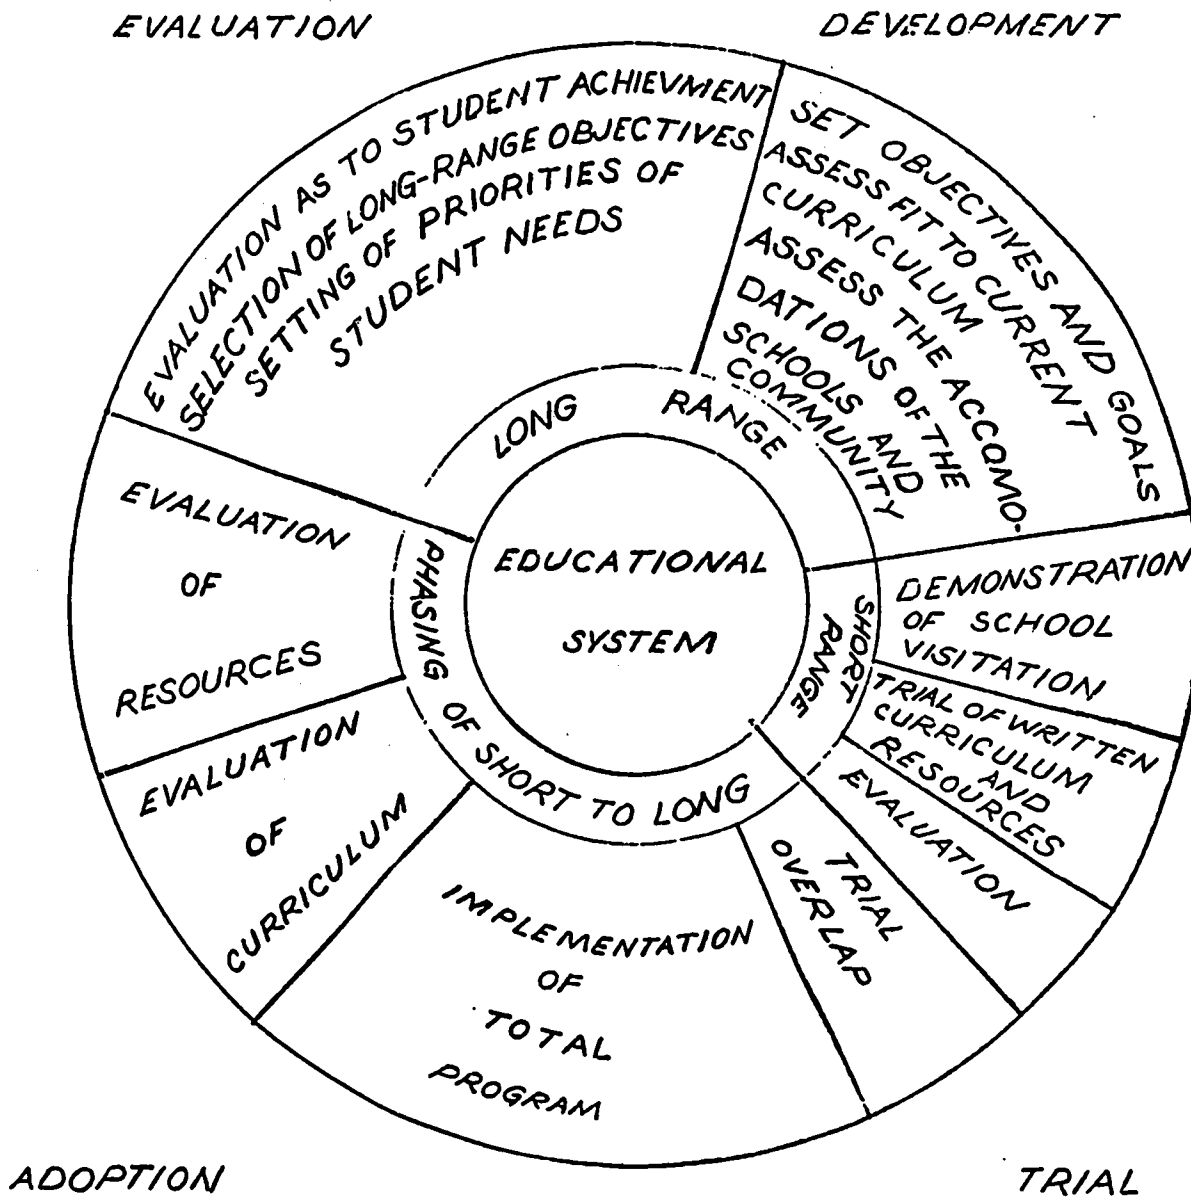 EVALUATION
DEVELOPMENT
EVALUATION AS TO STUDENT ACHIEVMENT
SELECTION OF LONG-RANGE OBJECTIVES
SETTING OF PRIORITIES OF
STUDENT NEEDS
SET OBJECTIVES AND GOALS
ASSESS FIT TO CURRENT
CURRICULUM
ASSESS THE ACCOMO-
DATIONS OF THE
SCHOOLS AND
COMMUNITY
LONG RANGE
EDUCATIONAL
SYSTEM
SHORT
RANGE
PHASING OF SHORT TO LONG
DEMONSTRATION
OF SCHOOL
VISITATION
TRIAL OF WRITTEN
CURRICULUM
AND
RESOURCES
EVALUATION
TRIAL
OVERLAP
IMPLEMENTATION
OF
TOTAL
PROGRAM
EVALUATION
OF
CURRICULUM
EVALUATION
OF
RESOURCES
ADOPTION
TRIAL